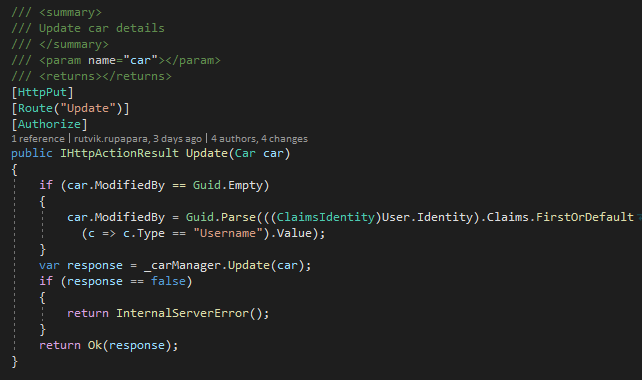 /// <summary>
/// Update car details
/// </summary>
/// <param name="car"></param>
/// <returns></returns>
[HttpPut]
[Route("Update")]
[Authorize]
1 reference | rutvik.rupapara, 3 days ago | 4 authors, 4 changes
public IHttpActionResult Update(Car car)
{
if (car.ModifiedBy == Guid.Empty)
{
car.ModifiedBy = Guid.Parse(((ClaimsIdentity)User.Identity).Claims.FirstOrDefault
(c => c.Type == "Username").Value);
}
var response = _carManager.Update(car);
if (response == false)
{
return InternalServerError();
}
return Ok(response);
}